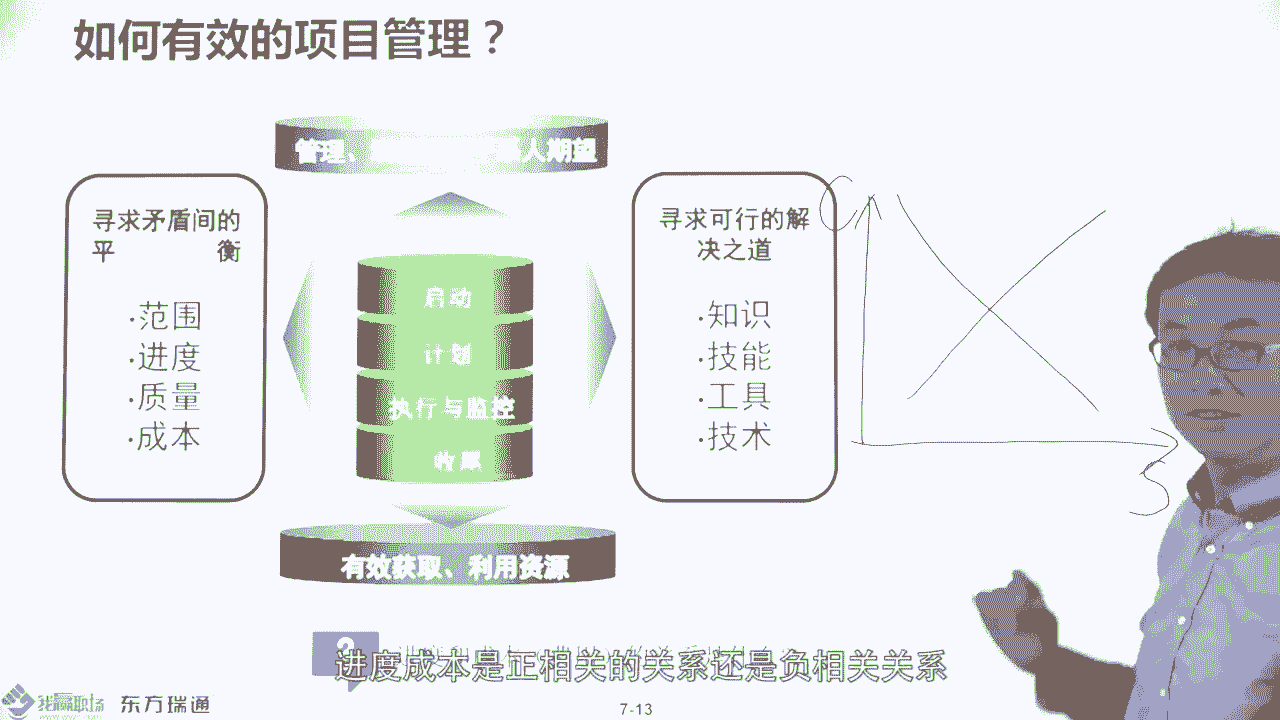 如何有效的项目管理？
管理、 人期望
寻求矛盾间的
平 衡
·范围
·进度
·质量
·成本
启动
计划
执行与监控
收尾
寻求可行的解
决之道
·知识
·技能
·工具
·技术
有效获取、利用资源
?
进度成本是正相关的关系还是负相关关系
我赢职场 东方瑞通
7-13